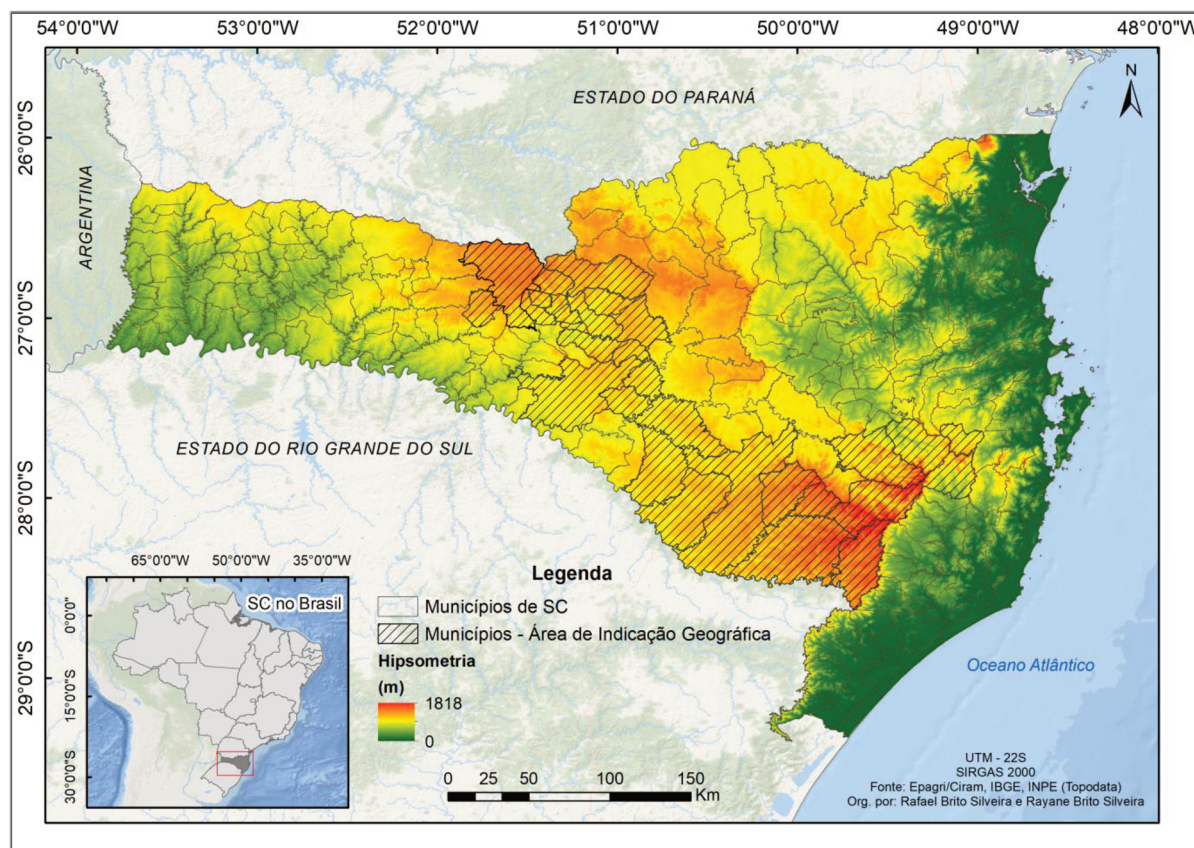 54°0'0"W 53°0'0"W 52°0'0"W 51°0'0"W 50°0'0"W 49°0'0"W 48°0'0"W
N
ESTADO DO PARANÁ
26°0'0"S
ARGENTINA
27°0'0"S
ESTADO DO RIO GRANDE DO SUL
28°0'0"S
65°0'0"W 50°0'0"W 35°0'0"W
SC no Brasil
0°0'0"
15°0'0"S
30°0'0"S
Legenda
Municípios de SC
Municípios - Área de Indicação Geográfica
Hipsometria
(m)
1818
0
29°0'0"S
Oceano Atlântico
0 25 50 100 150
Km
UTM - 22S
SIRGAS 2000
Fonte: Epagri/Ciram, IBGE, INPE (Topodata)
Org. por: Rafael Brito Silveira e Rayane Brito Silveira